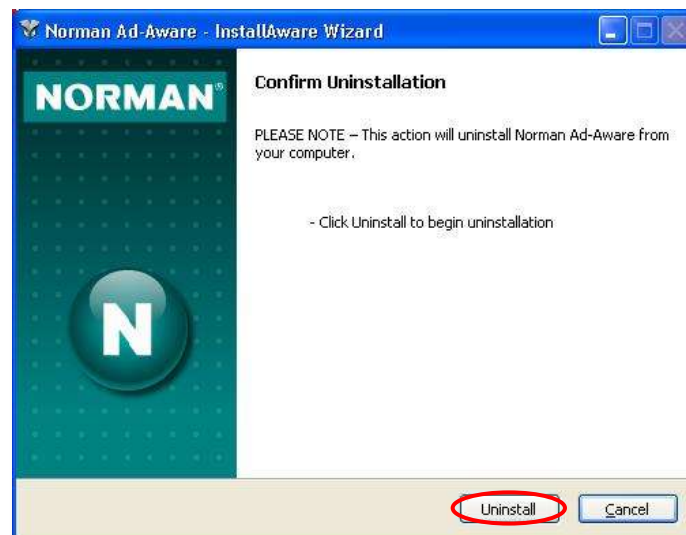 Norman Ad-Aware - InstallAware Wizard
NORMAN®
Confirm Uninstallation
PLEASE NOTE – This action will uninstall Norman Ad-Aware from
your computer.
- Click Uninstall to begin uninstallation
N
Uninstall
Cancel